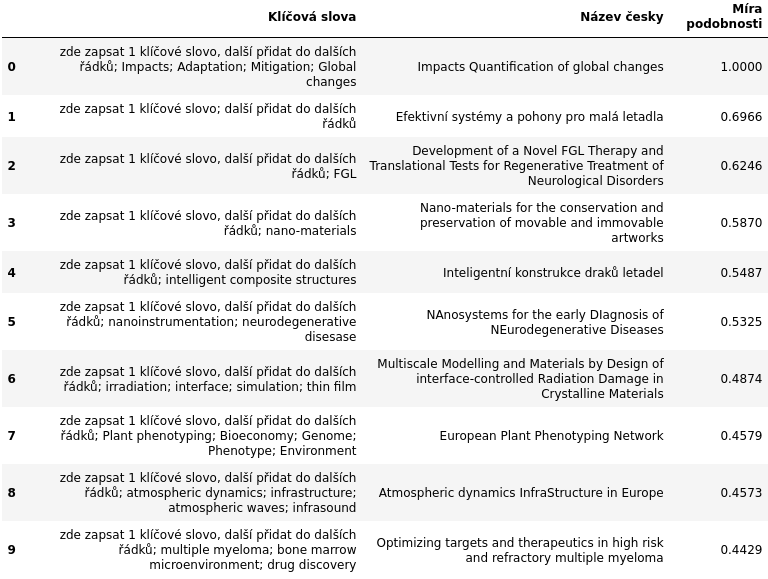 Klíčová slova Název česky Míra
podobnosti
0 zde zapsat 1 klíčové slovo, další přidat do dalších
řádků; Impacts; Adaptation; Mitigation; Global
changes
Impacts Quantification of global changes 1.0000
1 zde zapsat 1 klíčové slovo; další přidat do dalších
řádků
Efektivní systémy a pohony pro malá letadla 0.6966
2 zde zapsat 1 klíčové slovo, další přidat do dalších
řádků; FGL
Development of a Novel FGL Therapy and
Translational Tests for Regenerative Treatment of
Neurological Disorders
0.6246
3 zde zapsat 1 klíčové slovo, další přidat do dalších
řádků; nano-materials
Nano-materials for the conservation and
preservation of movable and immovable
artworks
0.5870
4 zde zapsat 1 klíčové slovo, další přidat do dalších
řádků; intelligent composite structures
Inteligentní konstrukce draků letadel 0.5487
5 zde zapsat 1 klíčové slovo, další přidat do dalších
řádků; nanoinstrumentation; neurodegenerative
disesase
NAnosystems for the early DIagnosis of
NEurodegenerative Diseases
0.5325
6 zde zapsat 1 klíčové slovo, další přidat do dalších
řádků; irradiation; interface; simulation; thin film
Multiscale Modelling and Materials by Design of
interface-controlled Radiation Damage in
Crystalline Materials
0.4874
7 zde zapsat 1 klíčové slovo, další přidat do dalších
řádků; Plant phenotyping; Bioeconomy; Genome;
Phenotype; Environment
European Plant Phenotyping Network 0.4579
8 zde zapsat 1 klíčové slovo, další přidat do dalších
řádků; atmospheric dynamics; infrastructure;
atmospheric waves; infrasound
Atmospheric dynamics InfraStructure in Europe 0.4573
9 zde zapsat 1 klíčové slovo, další přidat do dalších
řádků; multiple myeloma; bone marrow
microenvironment; drug discovery
Optimizing targets and therapeutics in high risk
and refractory multiple myeloma
0.4429